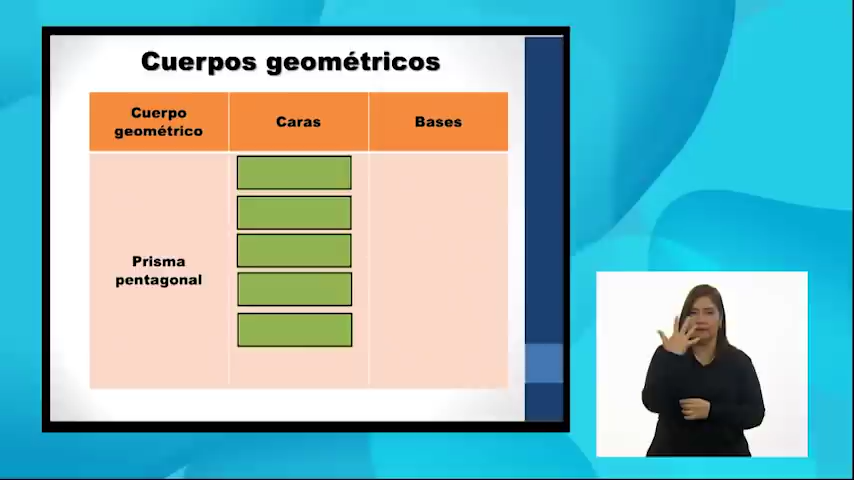 Cuerpos geométricos
Cuerpo
geométrico
Caras
Bases
Prisma
pentagonal